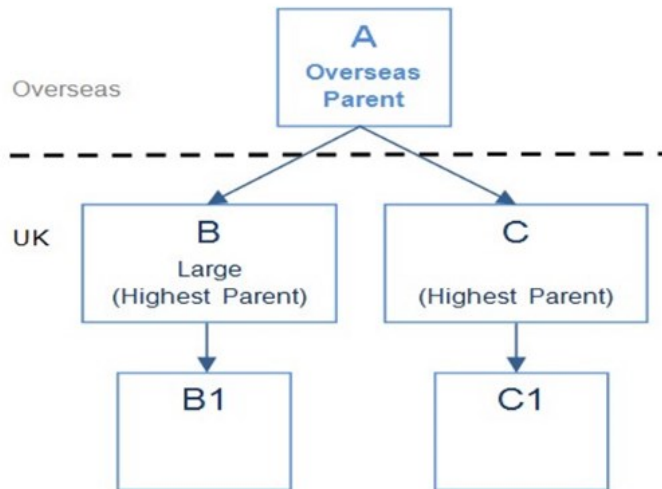 A
Overseas
Parent
Overseas
UK
B
Large
(Highest Parent)
C
(Highest Parent)
B1
C1